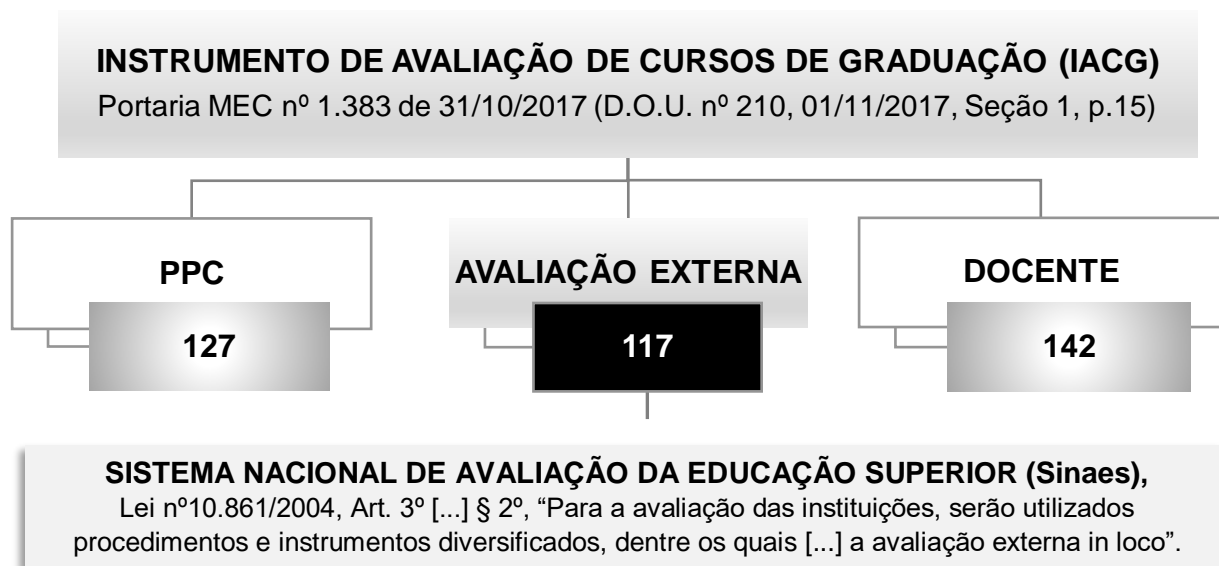 INSTRUMENTO DE AVALIAÇÃO DE CURSOS DE GRADUAÇÃO (IACG)
Portaria MEC nº 1.383 de 31/10/2017 (D.O.U. nº 210, 01/11/2017, Seção 1, p.15)
PPC
127
AVALIAÇÃO EXTERNA
117
DOCENTE
142
SISTEMA NACIONAL DE AVALIAÇÃO DA EDUCAÇÃO SUPERIOR (Sinaes),
Lei nº10.861/2004, Art. 3º [...] § 2º, “Para a avaliação das instituições, serão utilizados
procedimentos e instrumentos diversificados, dentre os quais [...] a avaliação externa in loco”.